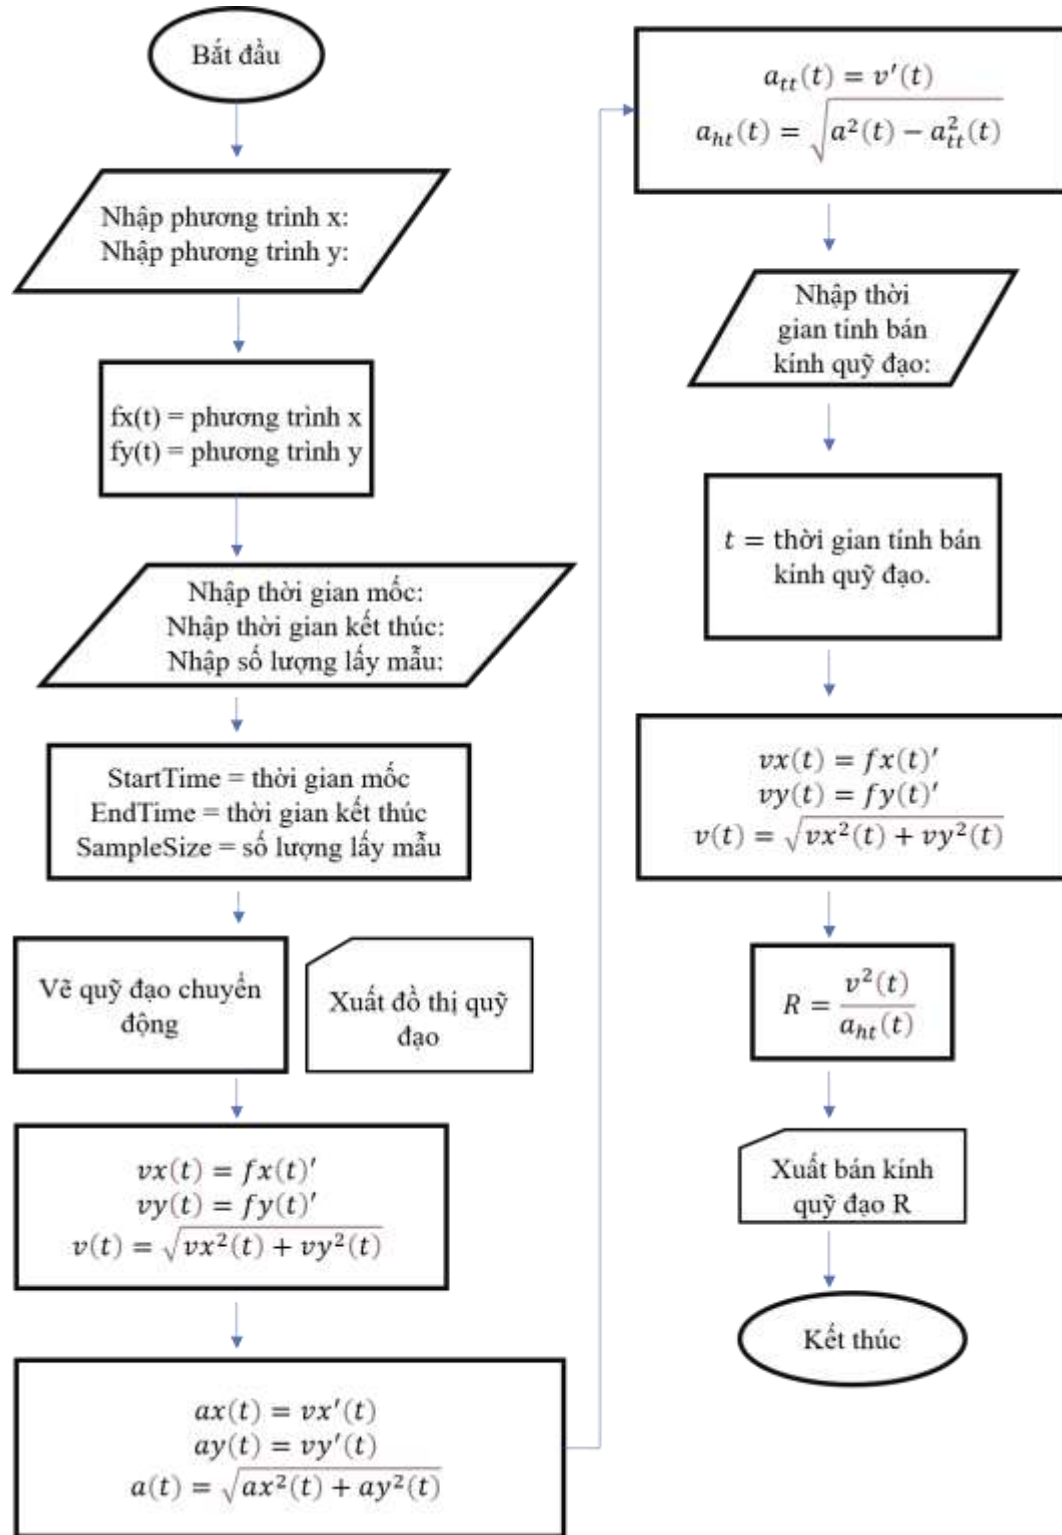 Bắt đầu
Nhập phương trình x:
Nhập phương trình y:
fx(t) = phương trình x
fy(t) = phương trình y
Nhập thời gian mốc:
Nhập thời gian kết thúc:
Nhập số lượng lấy mẫu:
StartTime = thời gian mốc
EndTime = thời gian kết thúc
SampleSize = số lượng lấy mẫu
Vẽ quỹ đạo chuyển
động
Xuất đồ thị quỹ
đạo
vx(t) = fx(t)′
vy(t) = fy(t)′
v(t) = √(vx²(t) + vy²(t))
ax(t) = vx′(t)
ay(t) = vy′(t)
a(t) = √(ax²(t) + ay²(t))
a_tt(t) = v′(t)
a_ht(t) = √(a²(t) − a_tt²(t))
Nhập thời
gian tính bán
kính quỹ đạo:
t = thời gian tính bán
kính quỹ đạo.
vx(t) = fx(t)′
vy(t) = fy(t)′
v(t) = √(vx²(t) + vy²(t))
R = v²(t) / a_ht(t)
Xuất bán kính
quỹ đạo R
Kết thúc